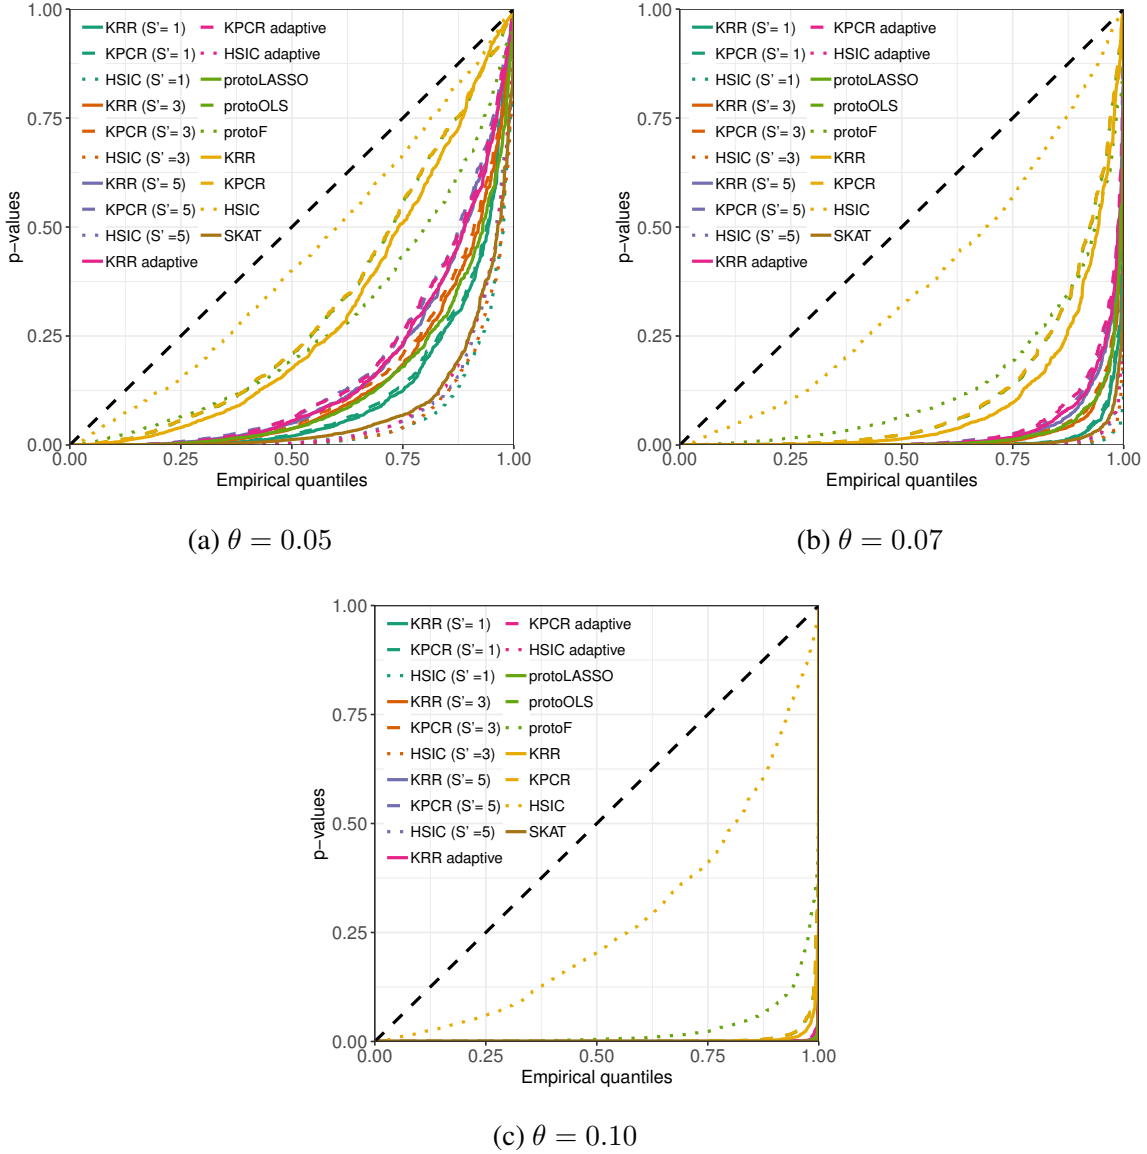 1.00
0.75
0.50
0.25
0.00
p−values
KRR (S'= 1)
KPCR (S'= 1)
HSIC (S' =1)
KRR (S'= 3)
KPCR (S'= 3)
HSIC (S' =3)
KRR (S'= 5)
KPCR (S'= 5)
HSIC (S' =5)
KRR adaptive
KPCR adaptive
HSIC adaptive
protoLASSO
protoOLS
protoF
KRR
KPCR
HSIC
SKAT
0.00 0.25 0.50 0.75 1.00
Empirical quantiles
(a) θ = 0.05
1.00
0.75
0.50
0.25
0.00
p−values
KRR (S'= 1)
KPCR (S'= 1)
HSIC (S' =1)
KRR (S'= 3)
KPCR (S'= 3)
HSIC (S' =3)
KRR (S'= 5)
KPCR (S'= 5)
HSIC (S' =5)
KRR adaptive
KPCR adaptive
HSIC adaptive
protoLASSO
protoOLS
protoF
KRR
KPCR
HSIC
SKAT
0.00 0.25 0.50 0.75 1.00
Empirical quantiles
(b) θ = 0.07
1.00
0.75
0.50
0.25
0.00
p−values
KRR (S'= 1)
KPCR (S'= 1)
HSIC (S' =1)
KRR (S'= 3)
KPCR (S'= 3)
HSIC (S' =3)
KRR (S'= 5)
KPCR (S'= 5)
HSIC (S' =5)
KRR adaptive
KPCR adaptive
HSIC adaptive
protoLASSO
protoOLS
protoF
KRR
KPCR
HSIC
SKAT
0.00 0.25 0.50 0.75 1.00
Empirical quantiles
(c) θ = 0.10